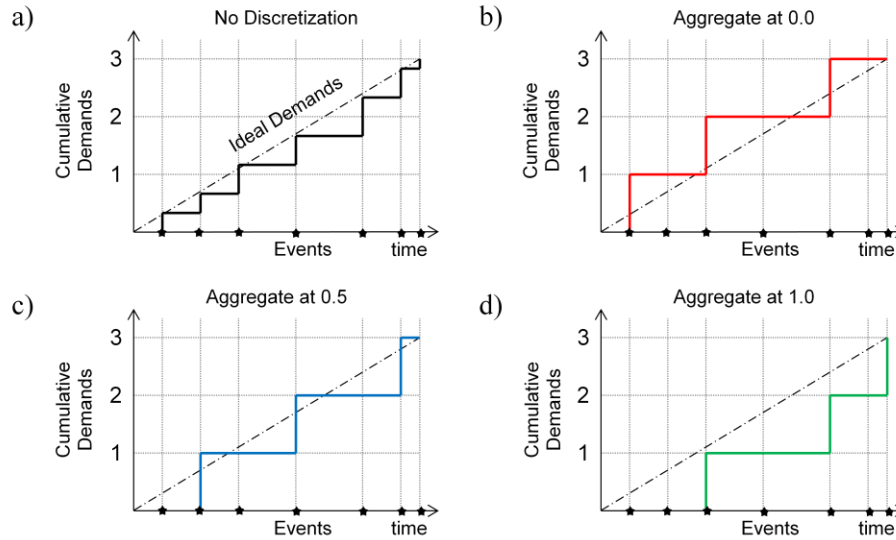 a)
No Discretization
Cumulative
Demands
3
2
1
Ideal Demands
Events
time
b)
Aggregate at 0.0
Cumulative
Demands
3
2
1
Events
time
c)
Aggregate at 0.5
Cumulative
Demands
3
2
1
Events
time
d)
Aggregate at 1.0
Cumulative
Demands
3
2
1
Events
time